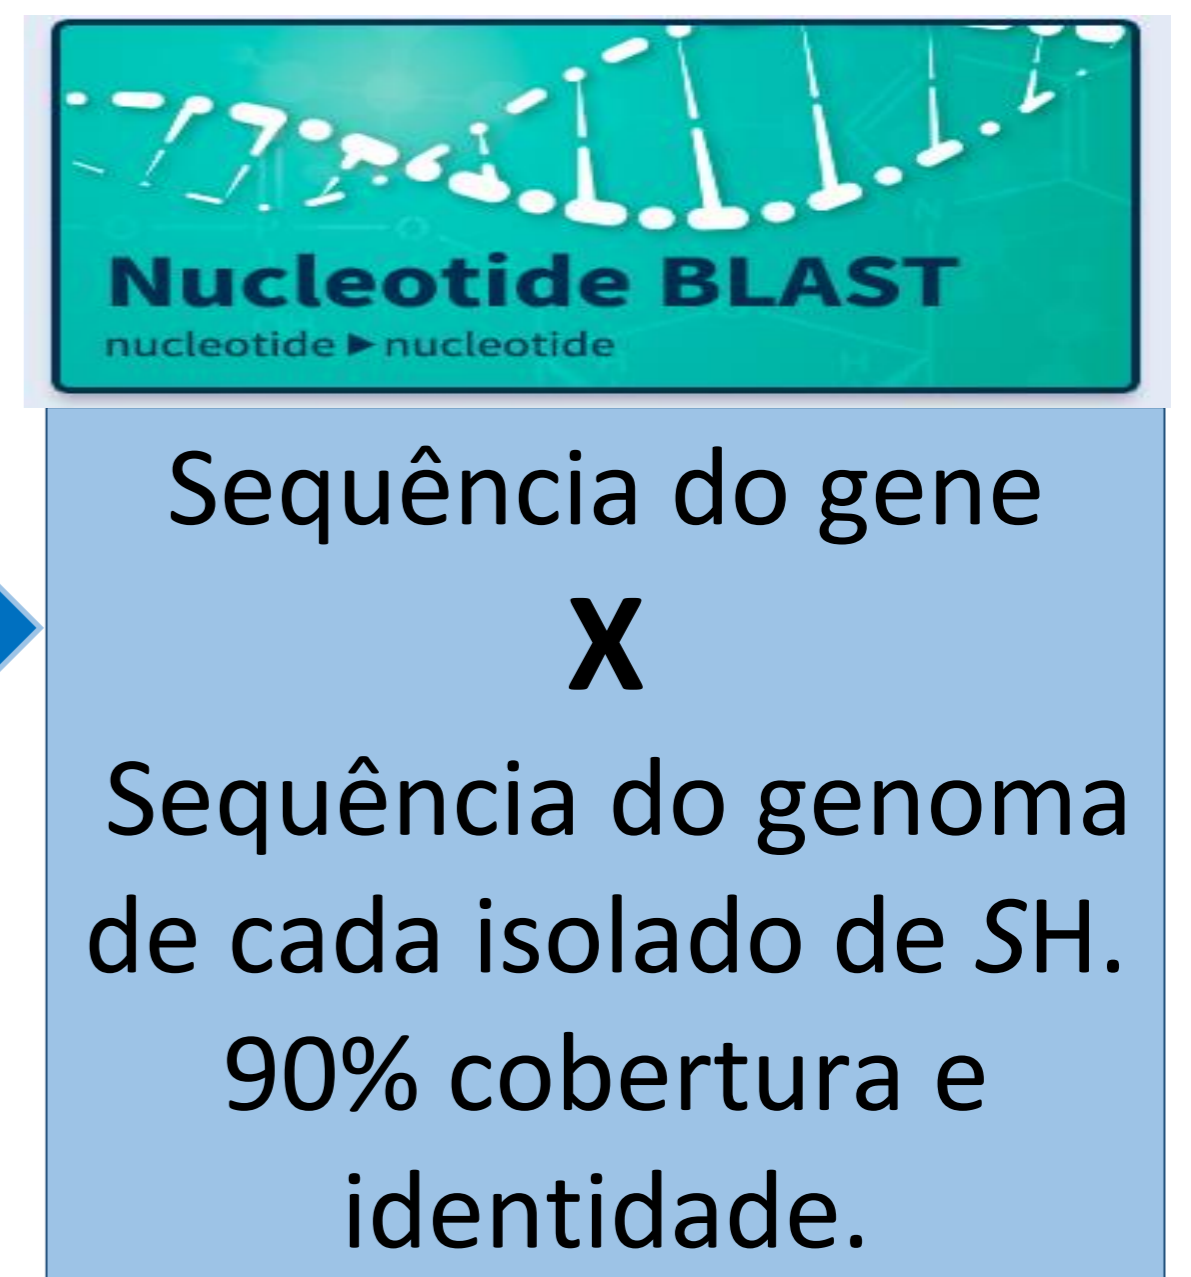 Nucleotide BLAST
nucleotide ► nucleotide
Sequência do gene
X
Sequência do genoma
de cada isolado de SH.
90% cobertura e
identidade.